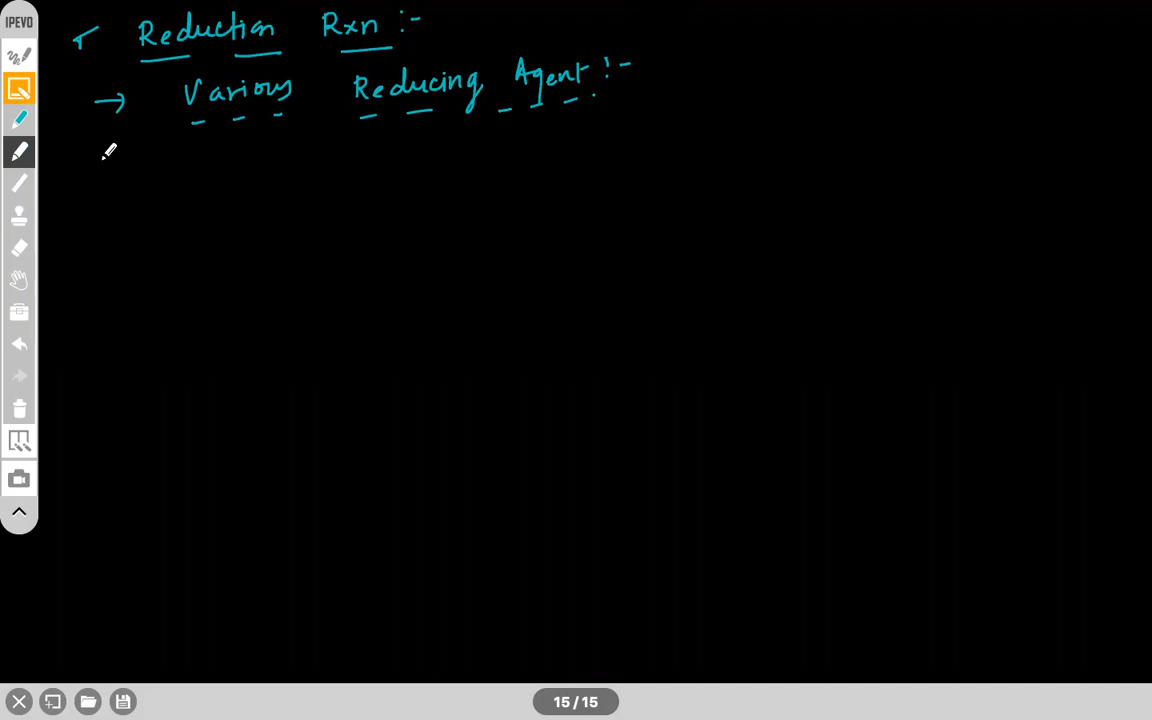 IPEVO
Reduction Rxn :-
→ Various Reducing Agent :-
15 / 15